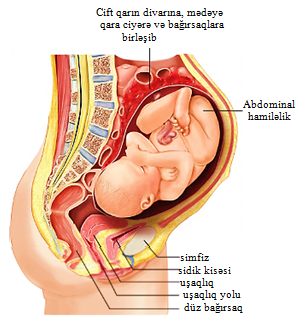 Cift qarın divarına, mədəyə
qara ciyərə və bağırsaqlara
birləşib
Abdominal
hamiləlik
simfiz
sidik kisəsi
uşaqlıq
uşaqlıq yolu
düz bağırsaq